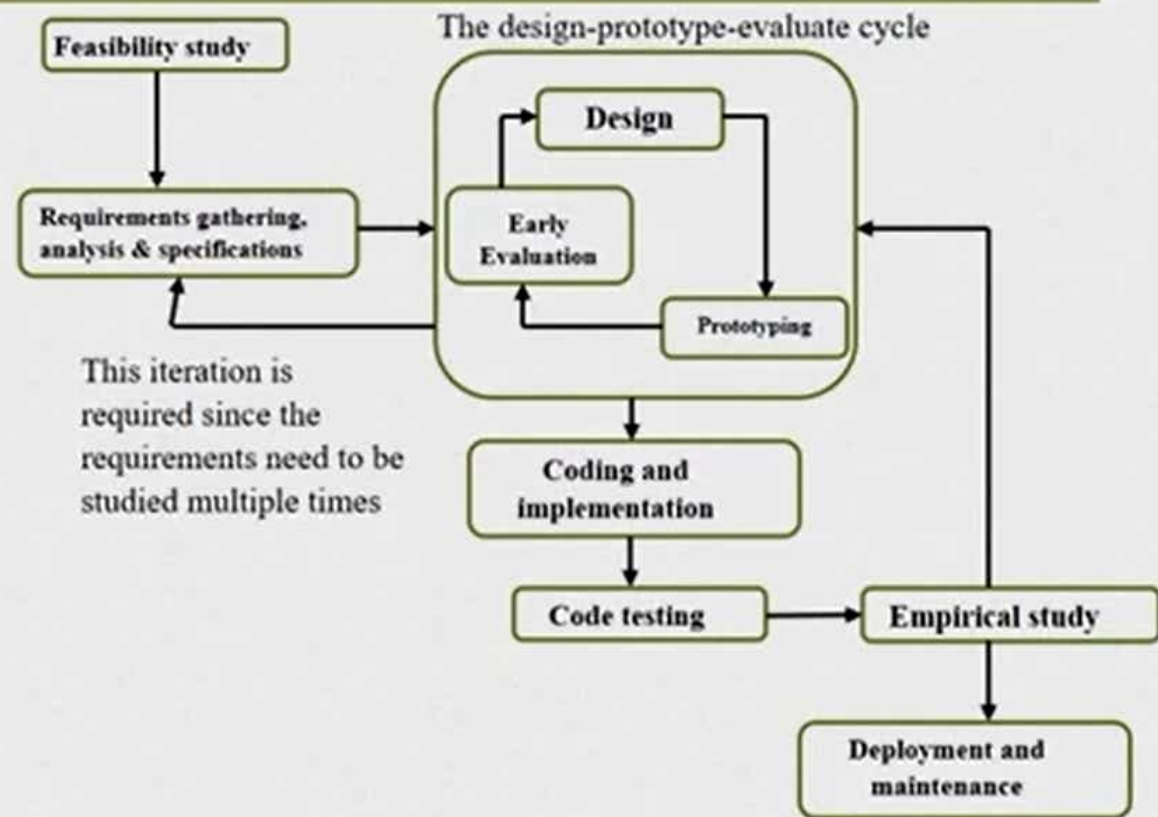 The design-prototype-evaluate cycle
Feasibility study
Design
Requirements gathering,
analysis & specifications
Early
Evaluation
Prototyping
This iteration is
required since the
requirements need to be
studied multiple times
Coding and
implementation
Code testing
Empirical study
Deployment and
maintenance